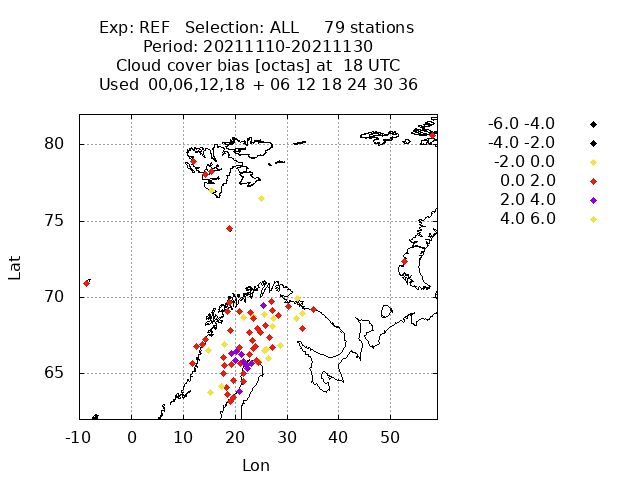 Exp: REF   Selection: ALL     79 stations
Period: 20211110-20211130
Cloud cover bias [octas] at  18 UTC
Used  00,06,12,18  + 06 12 18 24 30 36
-6.0 -4.0
-4.0 -2.0
-2.0 0.0
0.0 2.0
2.0 4.0
4.0 6.0
80
75
70
65
Lat
-10 0 10 20 30 40 50
Lon